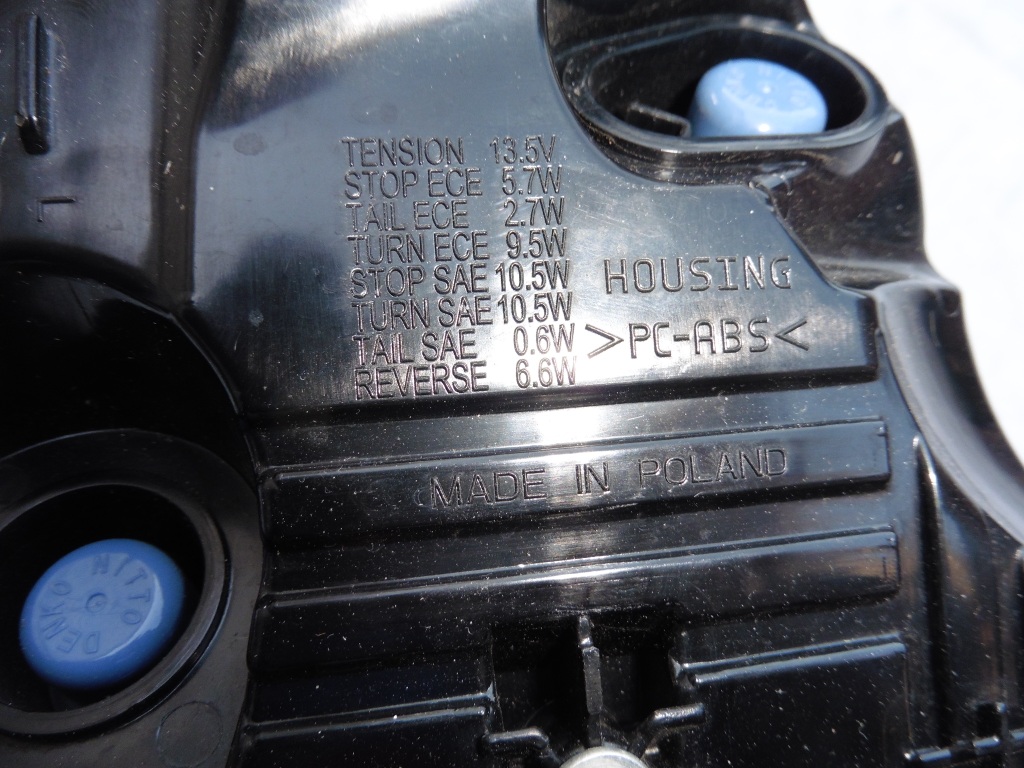 TENSION 13.5V
STOP ECE 5.7W
TAIL ECE 2.7W
TURN ECE 9.5W
STOP SAE 10.5W
TURN SAE 10.5W
TAIL SAE 0.6W
REVERSE 6.6W
HOUSING
>PC-ABS<
MADE IN POLAND
NITTO
DENKO
L